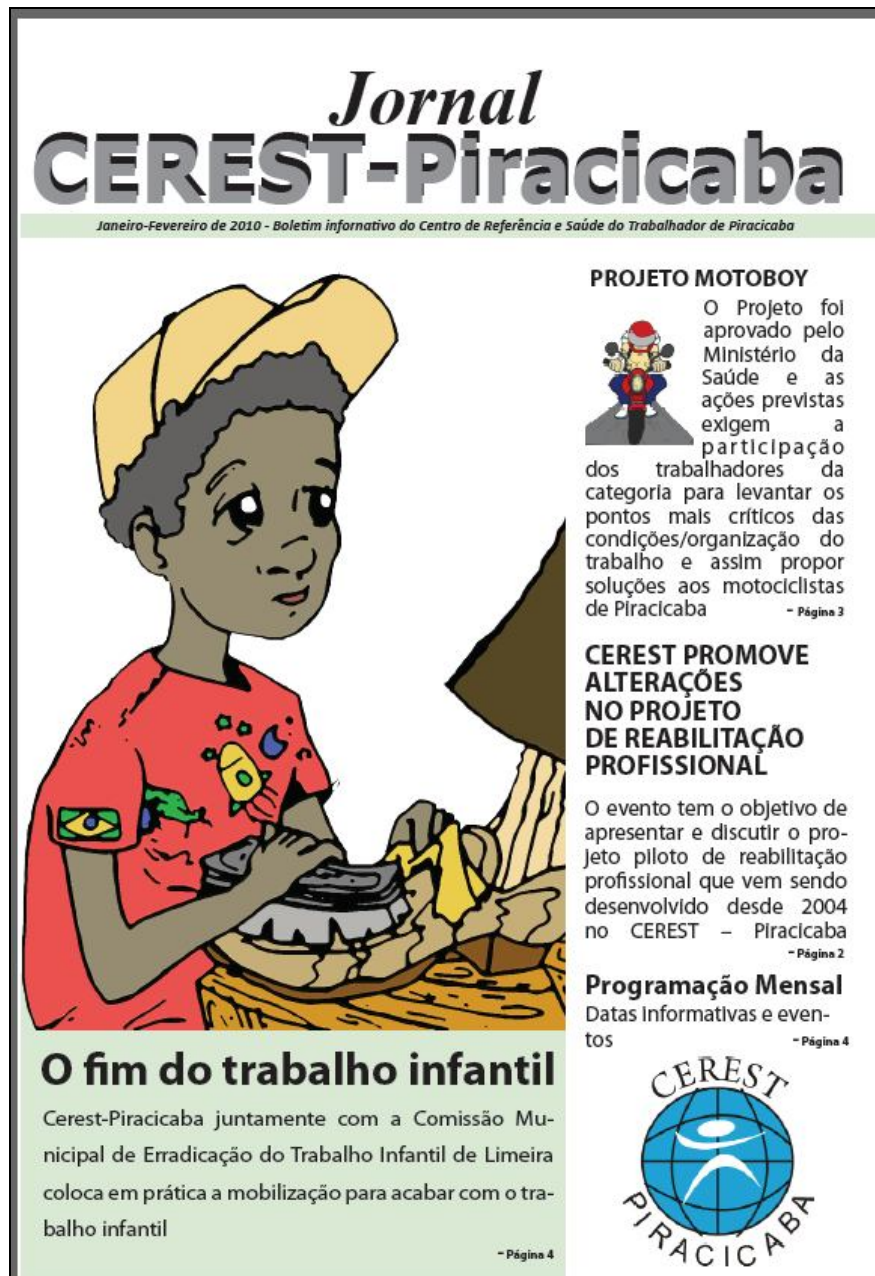 Jornal
CEREST-Piracicaba
Janeiro-Fevereiro de 2010 - Boletim infornativo do Centro de Referência e Saúde do Trabalhador de Piracicaba
PROJETO MOTOBOY
O Projeto foi
aprovado pelo
Ministério da
Saúde e as
ações previstas
exigem a
participação
dos trabalhadores da
categoria para levantar os
pontos mais críticos das
condições/organização do
trabalho e assim propor
soluções aos motociclistas
de Piracicaba - Página 3
CEREST PROMOVE
ALTERAÇÕES
NO PROJETO
DE REABILITAÇÃO
PROFISSIONAL
O evento tem o objetivo de
apresentar e discutir o pro-
jeto piloto de reabilitação
profissional que vem sendo
desenvolvido desde 2004
no CEREST – Piracicaba
- Página 2
Programação Mensal
Datas informativas e even-
tos - Página 4
CEREST
PIRACICABA
O fim do trabalho infantil
Cerest-Piracicaba juntamente com a Comissão Mu-
nicipal de Erradicação do Trabalho Infantil de Limeira
coloca em prática a mobilização para acabar com o tra-
balho infantil
- Página 4